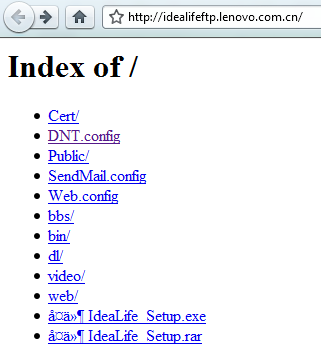 http://idealifeftp.lenovo.com.cn/
Index of /
Cert/
DNT.config
Public/
SendMail.config
Web.config
bbs/
bin/
dl/
video/
web/
å¤ä»¶ IdeaLife_Setup.exe
å¤ä»¶ IdeaLife_Setup.rar